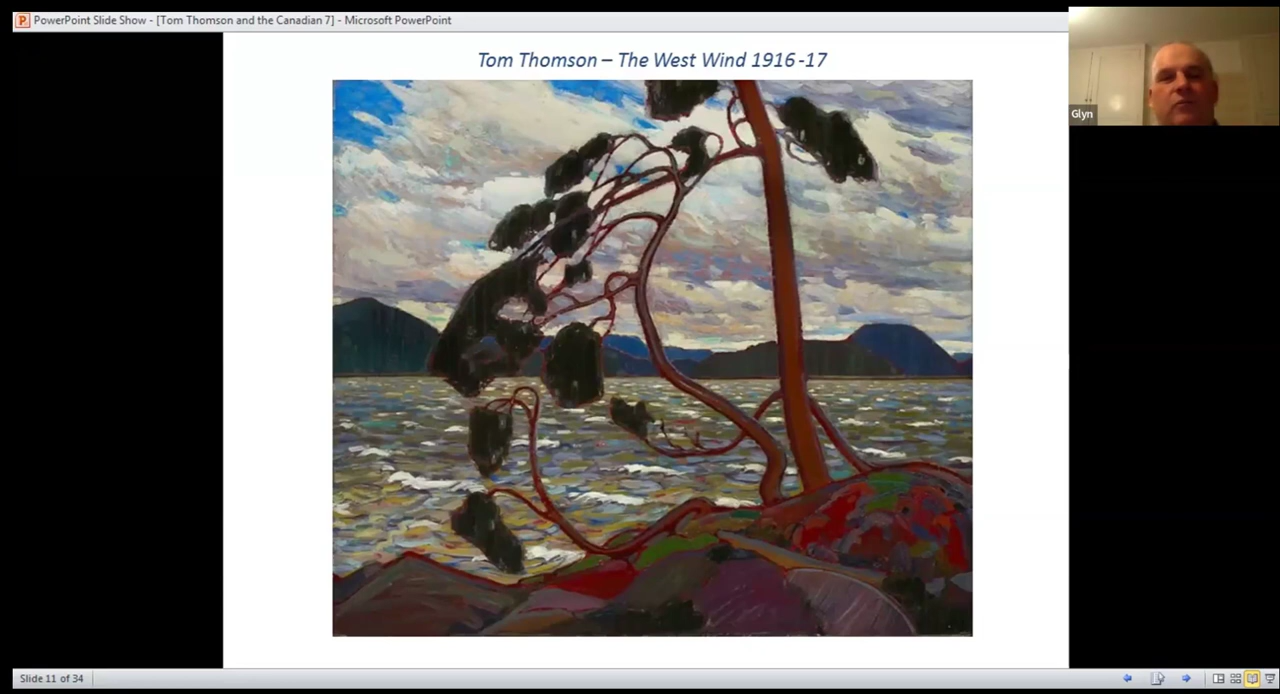 PowerPoint Slide Show - [Tom Thomson and the Canadian 7] - Microsoft PowerPoint
Tom Thomson – The West Wind 1916-17
Glyn
Slide 11 of 34